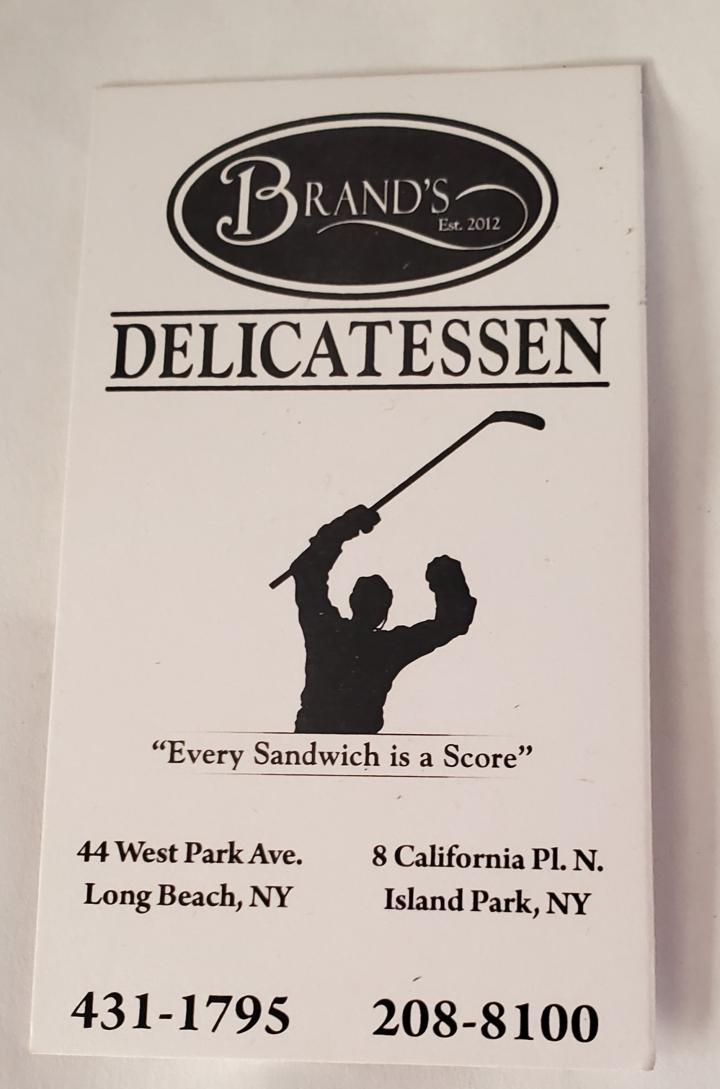 BRAND'S
Est. 2012
DELICATESSEN
“Every Sandwich is a Score”
44 West Park Ave.
Long Beach, NY
431-1795
8 California Pl. N.
Island Park, NY
208-8100